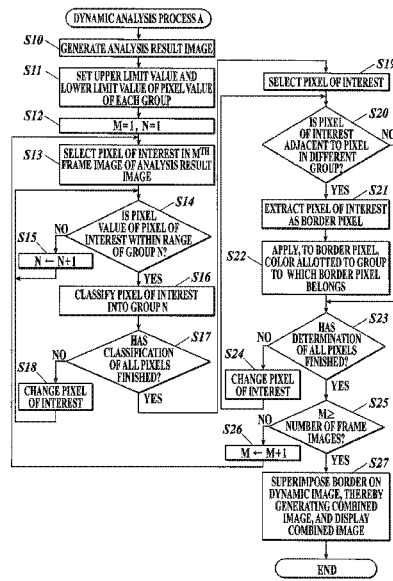 DYNAMIC ANALYSIS PROCESS A
S10
GENERATE ANALYSIS RESULT IMAGE
S11
SET UPPER LIMIT VALUE AND
LOWER LIMIT VALUE OF PIXEL VALUE
OF EACH GROUP
S12
M=1, N=1
S13
SELECT PIXEL OF INTEREST IN MTH
FRAME IMAGE OF ANALYSIS RESULT
IMAGE
S14
IS PIXEL
VALUE OF PIXEL OF
INTEREST WITHIN RANGE
OF GROUP N?
NO
S15
N ← N+1
YES
S16
CLASSIFY PIXEL OF INTEREST
INTO GROUP N
S17
HAS
CLASSIFICATION
OF ALL PIXELS
FINISHED?
NO
S18
CHANGE PIXEL
OF INTEREST
YES
S19
SELECT PIXEL OF INTEREST
S20
IS PIXEL
OF INTEREST
ADJACENT TO PIXEL
IN DIFFERENT
GROUP?
NO
YES
S21
EXTRACT PIXEL OF INTEREST
AS BORDER PIXEL
S22
APPLY, TO BORDER PIXEL,
COLOR ALLOTTED TO GROUP
TO WHICH BORDER PIXEL
BELONGS
S23
HAS
DETERMINATION
OF ALL PIXELS
FINISHED?
NO
S24
CHANGE PIXEL
OF INTEREST
YES
S25
M≥
NUMBER OF FRAME
IMAGES?
NO
S26
M ← M+1
YES
S27
SUPERIMPOSE BORDER ON
DYNAMIC IMAGE, THEREBY
GENERATING COMBINED
IMAGE, AND DISPLAY
COMBINED IMAGE
END